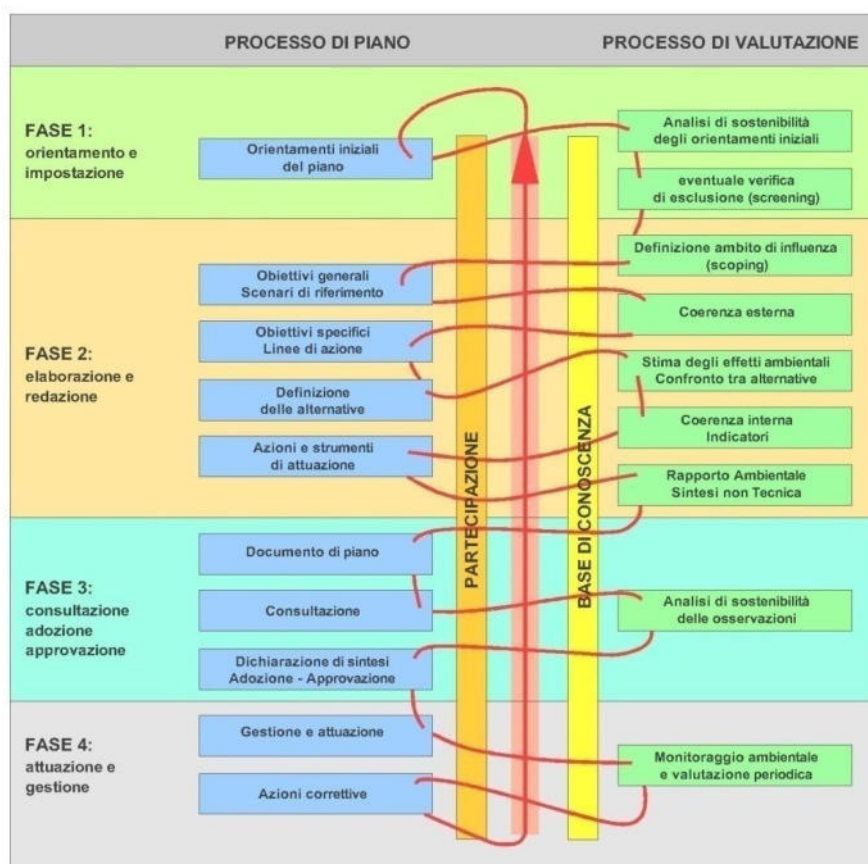 PROCESSO DI PIANO
PROCESSO DI VALUTAZIONE
FASE 1:
orientamento e
impostazione
Orientamenti iniziali
del piano
Analisi di sostenibilità
degli orientamenti iniziali
eventuale verifica
di esclusione (screening)
FASE 2:
elaborazione e
redazione
Obiettivi generali
Scenari di riferimento
Obiettivi specifici
Linee di azione
Definizione
delle alternative
Azioni e strumenti
di attuazione
Definizione ambito di influenza
(scoping)
Coerenza esterna
Stima degli effetti ambientali
Confronto tra alternative
Coerenza interna
Indicatori
Rapporto Ambientale
Sintesi non Tecnica
PARTECIPAZIONE
BASE DI CONOSCENZA
FASE 3:
consultazione
adozione
approvazione
Documento di piano
Consultazione
Dichiarazione di sintesi
Adozione - Approvazione
Analisi di sostenibilità
delle osservazioni
FASE 4:
attuazione e
gestione
Gestione e attuazione
Azioni correttive
Monitoraggio ambientale
e valutazione periodica